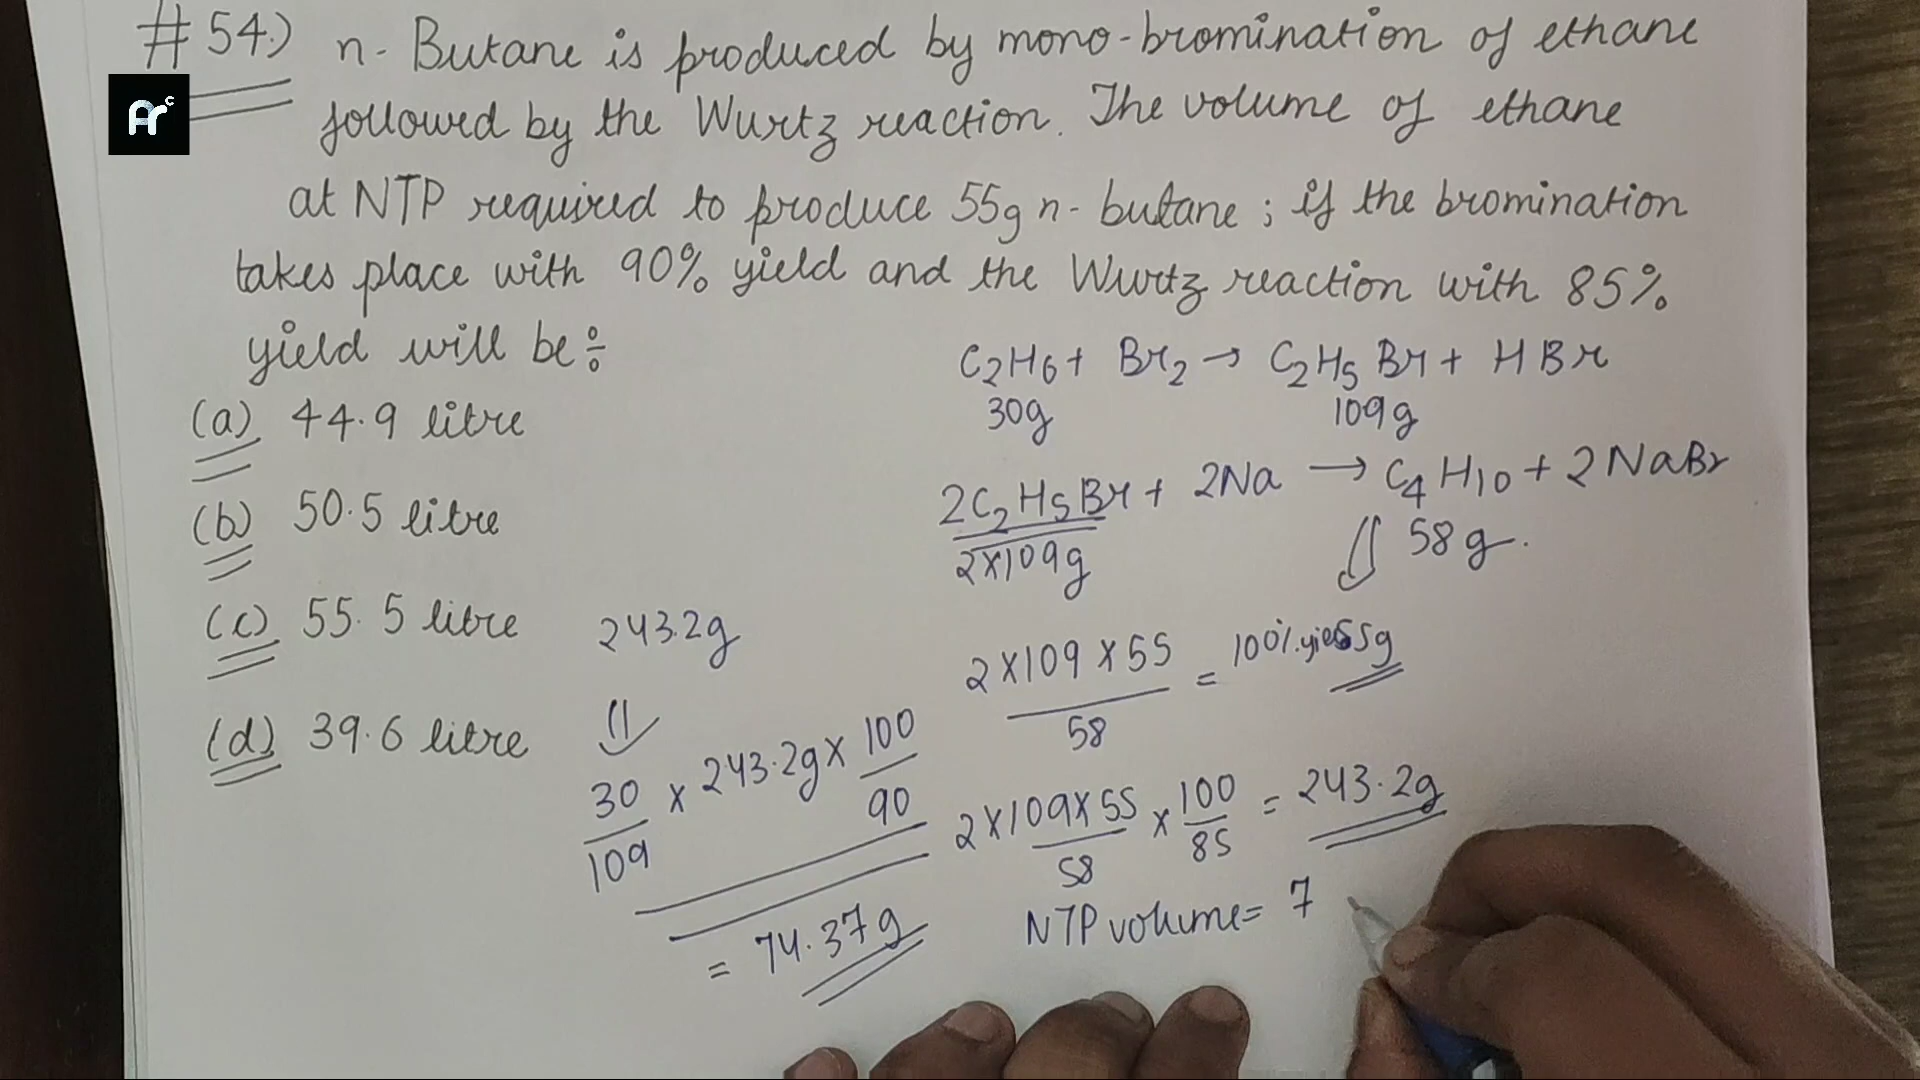 #54.) n-Butane is produced by mono-bromination of ethane
Arc
followed by the Wurtz reaction. The volume of ethane
at NTP required to produce 55g n-butane ; if the bromination
takes place with 90% yield and the Wurtz reaction with 85%
yield will be :
C2H6 + Br2 → C2H5Br + HBr
30g 109g
(a) 44.9 litre
2C2H5Br + 2Na → C4H10 + 2NaBr
2×109g 58g.
(b) 50.5 litre
(c) 55.5 litre
243.2g
2×109×55 = 100%. 55g
58
(d) 39.6 litre
30 × 243.2g × 100
109 90
= 74.37g
2×109×55 × 100 = 243.2g
58 85
NTP volume = 7